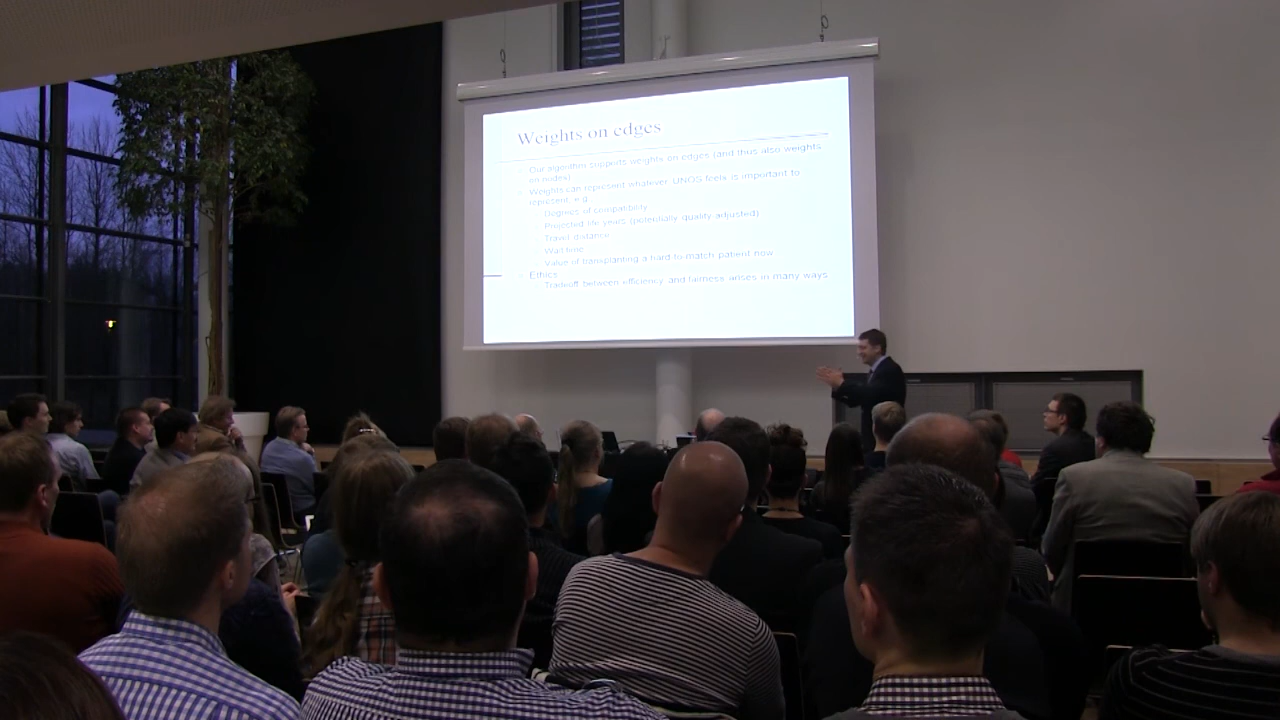 Weights on edges
Our algorithm supports weights on edges (and thus also weights
on nodes)
Weights can represent whatever UNOS feels is important to
represent, e.g.
Degrees of compatibility
Projected life years (potentially quality adjusted)
Travel distance
Wait time
Value of transplanting a hard to match patient now
Ethics
Tradeoff between efficiency and fairness arises in many ways